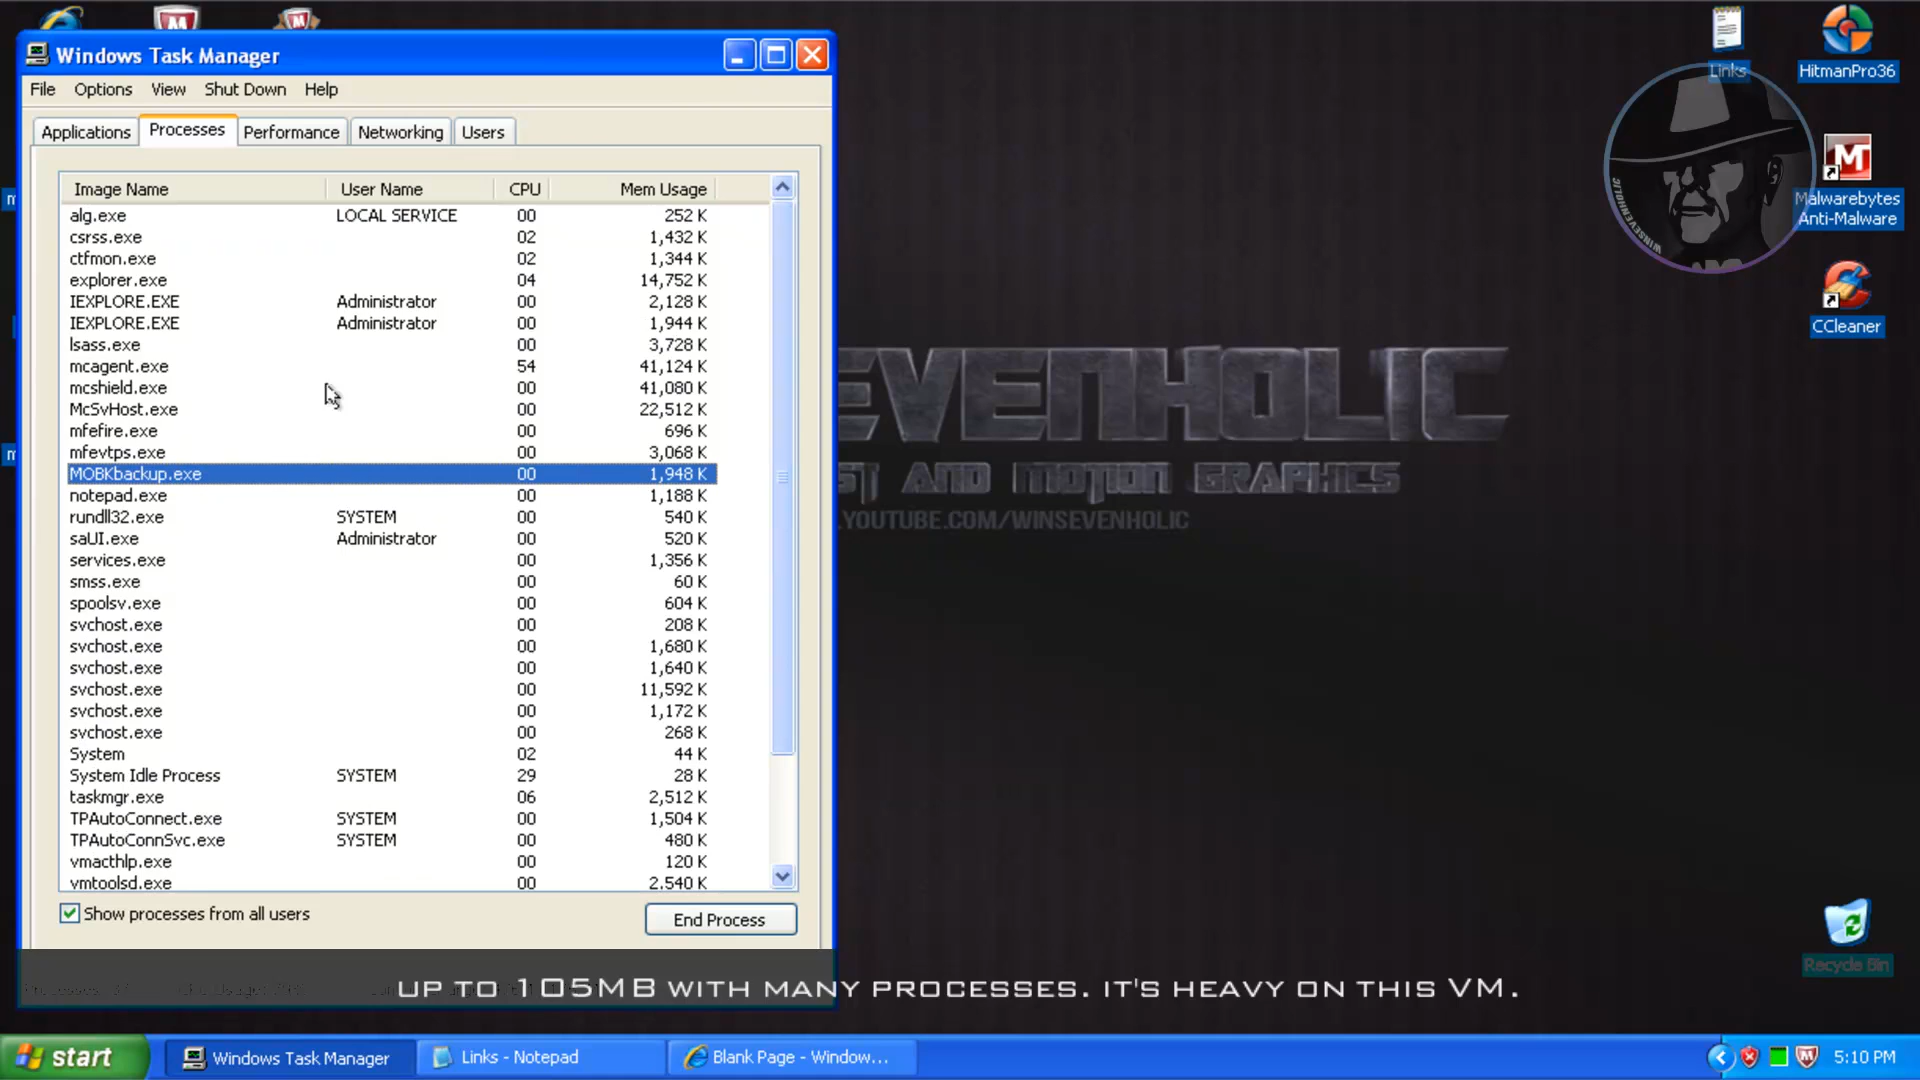 Windows Task Manager
File Options View Shut Down Help
Applications Processes Performance Networking Users
Image Name User Name CPU Mem Usage
alg.exe LOCAL SERVICE 00 252 K
csrss.exe 02 1,432 K
ctfmon.exe 02 1,344 K
explorer.exe 04 14,752 K
IEXPLORE.EXE Administrator 00 2,128 K
IEXPLORE.EXE Administrator 00 1,944 K
lsass.exe 00 3,728 K
mcagent.exe 54 41,124 K
mcshield.exe 00 41,080 K
McSvHost.exe 00 22,512 K
mfefire.exe 00 696 K
mfevtps.exe 00 3,068 K
MOBKbackup.exe 00 1,948 K
notepad.exe 00 1,188 K
rundll32.exe SYSTEM 00 540 K
saUI.exe Administrator 00 520 K
services.exe 00 1,356 K
smss.exe 00 60 K
spoolsv.exe 00 604 K
svchost.exe 00 208 K
svchost.exe 00 1,680 K
svchost.exe 00 1,640 K
svchost.exe 00 11,592 K
svchost.exe 00 1,172 K
svchost.exe 00 268 K
System 02 44 K
System Idle Process SYSTEM 29 28 K
taskmgr.exe 06 2,512 K
TPAutoConnect.exe SYSTEM 00 1,504 K
TPAutoConnSvc.exe SYSTEM 00 480 K
vmacthlp.exe 00 120 K
vmtoolsd.exe 00 2,540 K
Show processes from all users
End Process
Links
HitmanPro36
WINSEVENHOLIC
Malwarebytes
Anti-Malware
CCleaner
EVENHOLIC
ST AND MOTION GRAPHICS
.YOUTUBE.COM/WINSEVENHOLIC
Recycle Bin
UP TO 105MB WITH MANY PROCESSES. IT'S HEAVY ON THIS VM.
start
Windows Task Manager
Links - Notepad
Blank Page - Window...
5:10 PM